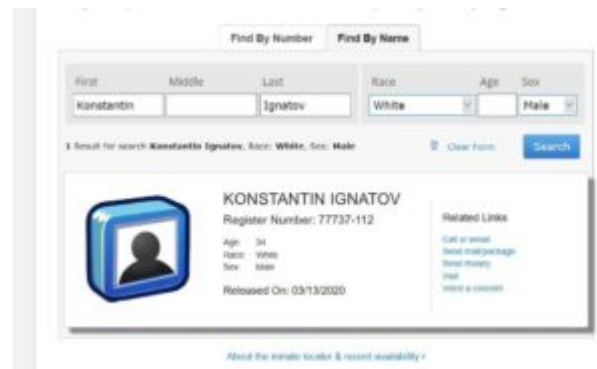 Find By Number Find By Name
First Middle Last Race Age Sex
Konstantin Ignatov White Male
1 Result for search Konstantin Ignatov, Race: White, Sex: Male Clear Form Search
KONSTANTIN IGNATOV
Register Number: 77737-112
Age: 34
Race: White
Sex: Male
Released On: 03/13/2020
Related Links
Call or email
Send mail/package
Send money
Visit
Voice a concern
About the inmate locator & record availability